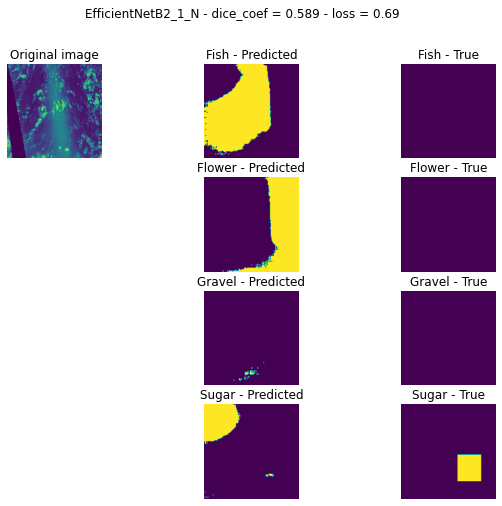 EfficientNetB2_1_N - dice_coef = 0.589 - loss = 0.69
Original image
Fish - Predicted
Fish - True
Flower - Predicted
Flower - True
Gravel - Predicted
Gravel - True
Sugar - Predicted
Sugar - True